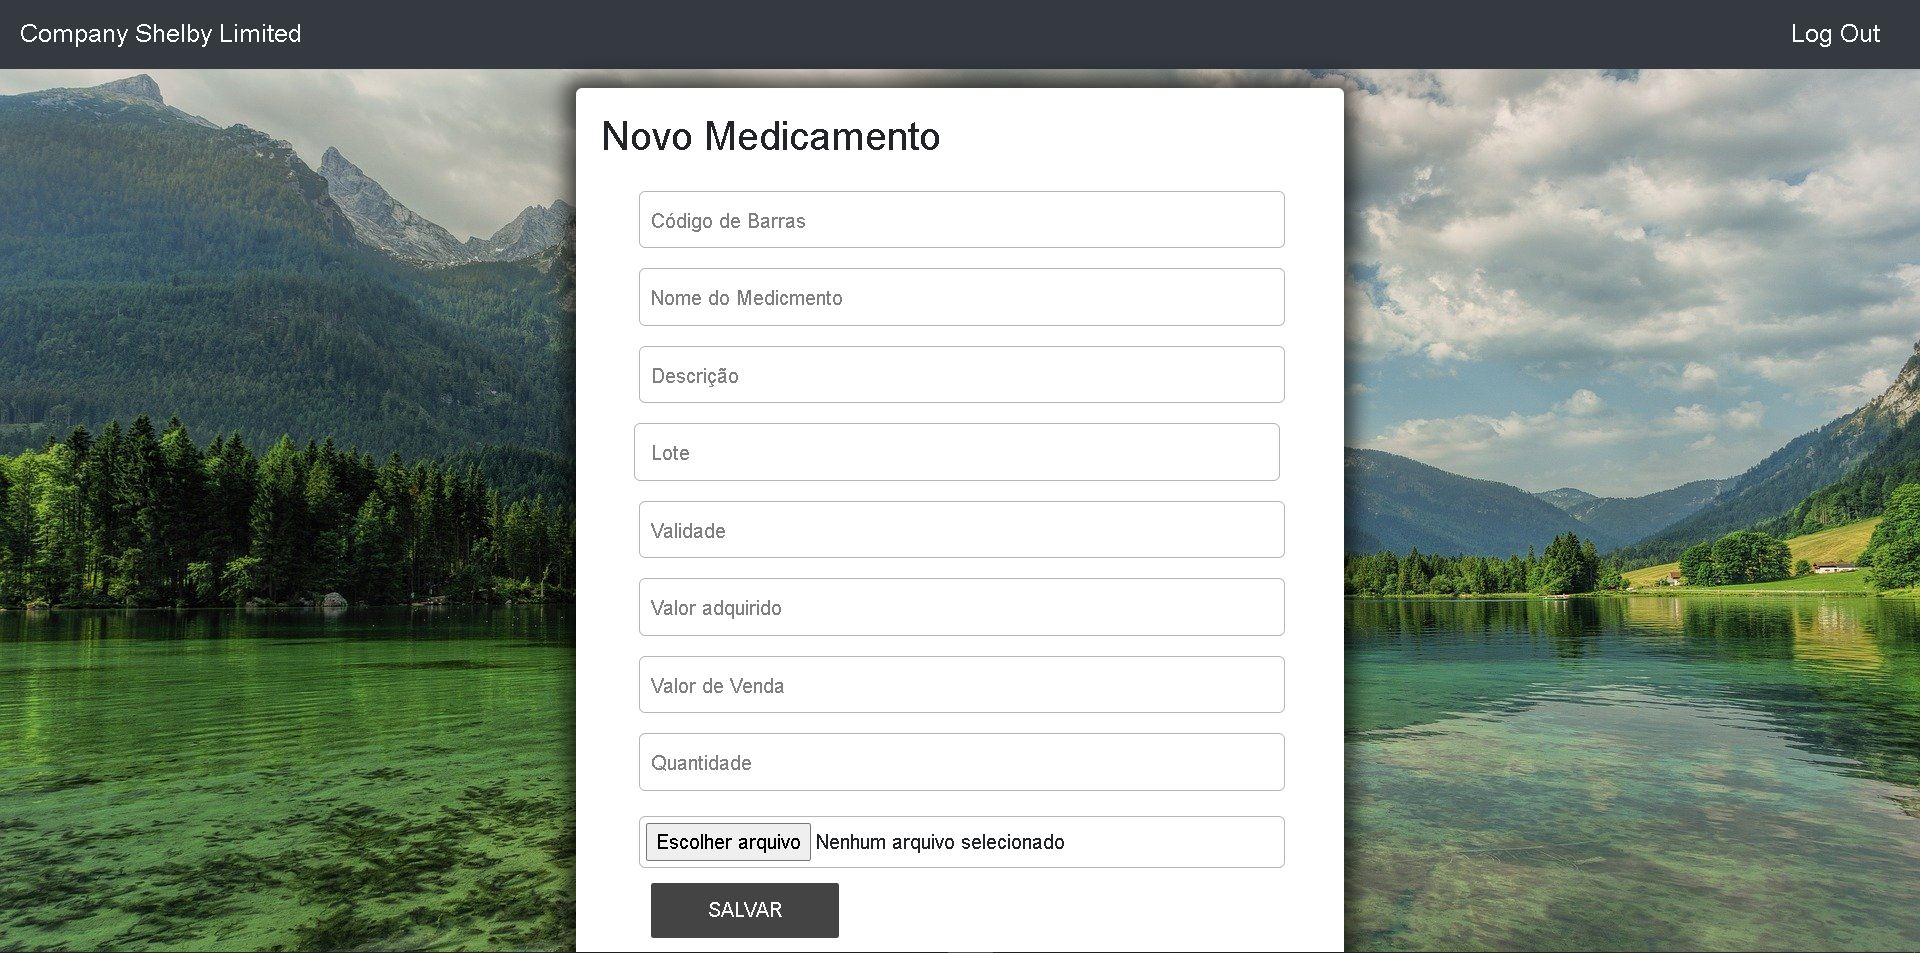 Company Shelby Limited
Log Out
Novo Medicamento
Código de Barras
Nome do Medicmento
Descrição
Lote
Validade
Valor adquirido
Valor de Venda
Quantidade
Escolher arquivo Nenhum arquivo selecionado
SALVAR